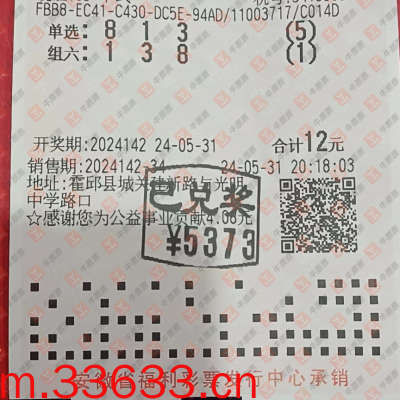 FBB8-EC41-C430-DC5E-94AD/11003717/C014D
单选: 8 1 3 (5)
组六: 1 3 8 (1)
开奖期:2024142 24-05-31 合计12元
销售期:2024142-34 24-05-31 20:18:03
地址:霍邱县城关建新路与光明
中学路口
☆感谢您为公益事业贡献4.08元
已兑奖
¥5373
安徽省福利彩票发行中心承销
m.33633.cn